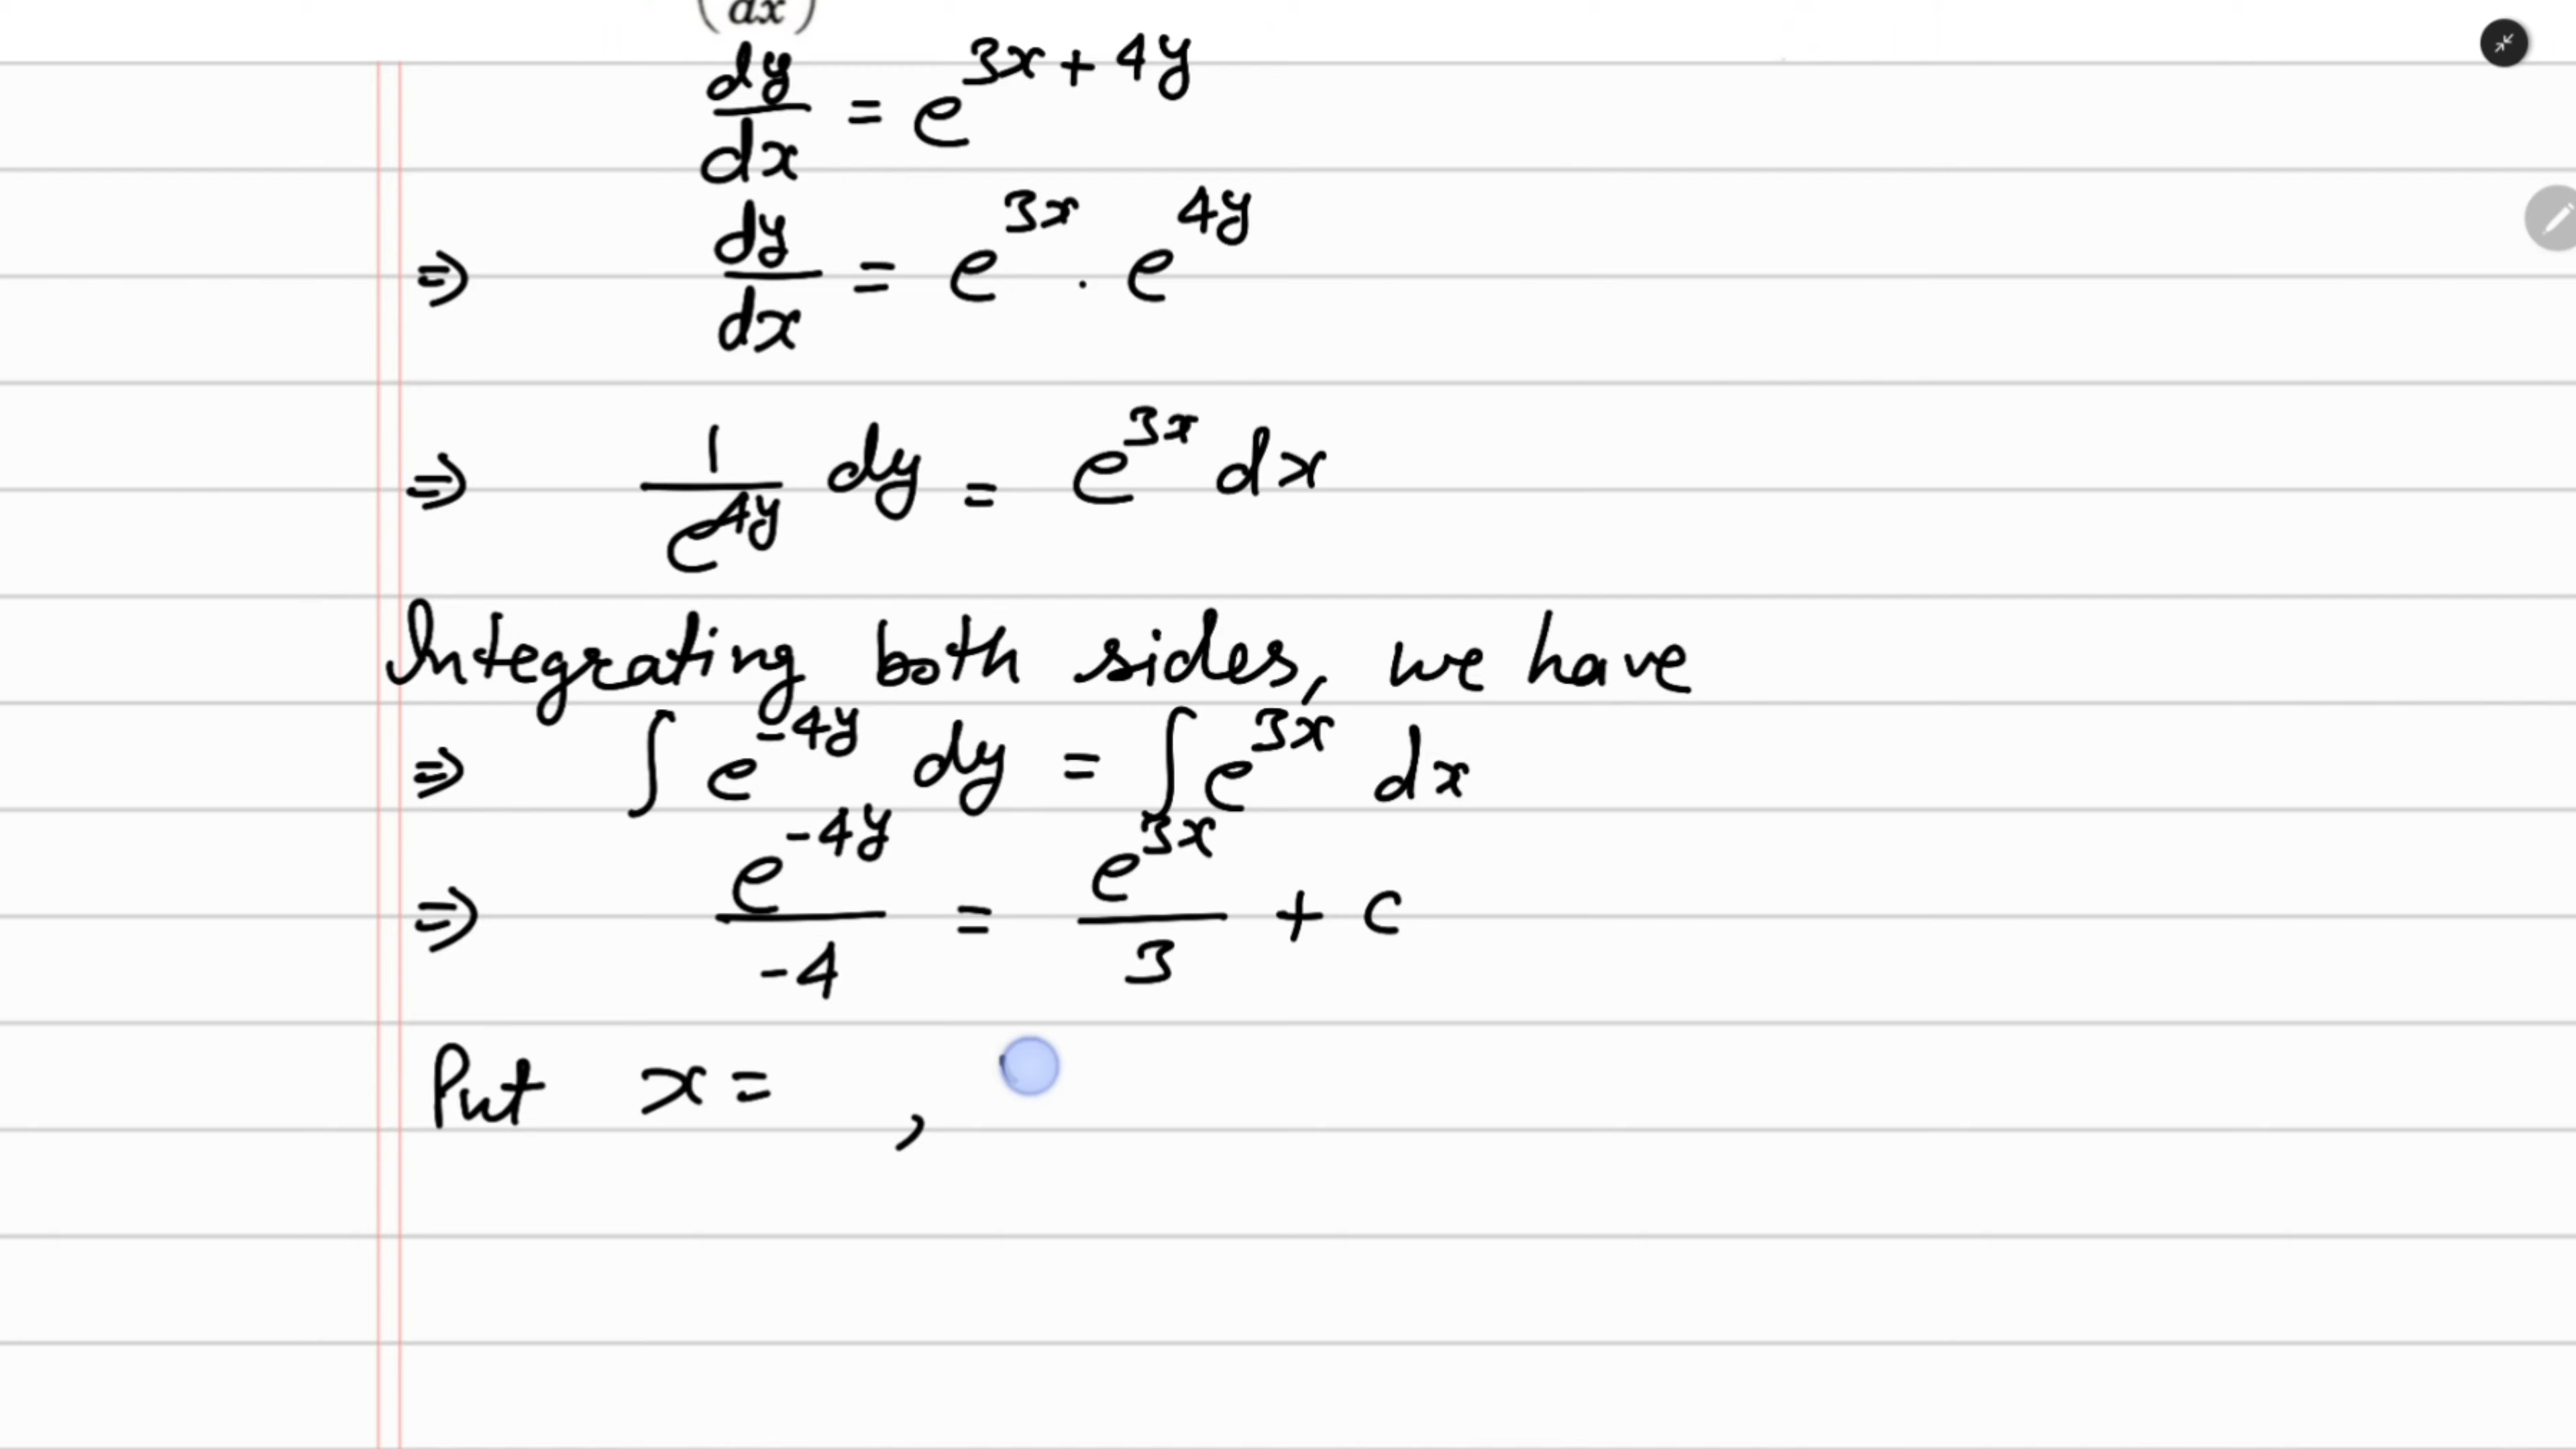 (dx)
dy/dx = e^{3x+4y}
⇒ dy/dx = e^{3x} . e^{4y}
⇒ 1/e^{4y} dy = e^{3x} dx
Integrating both sides, we have
⇒ ∫ e^{-4y} dy = ∫ e^{3x} dx
⇒ e^{-4y}/-4 = e^{3x}/3 + c
Put x = ,